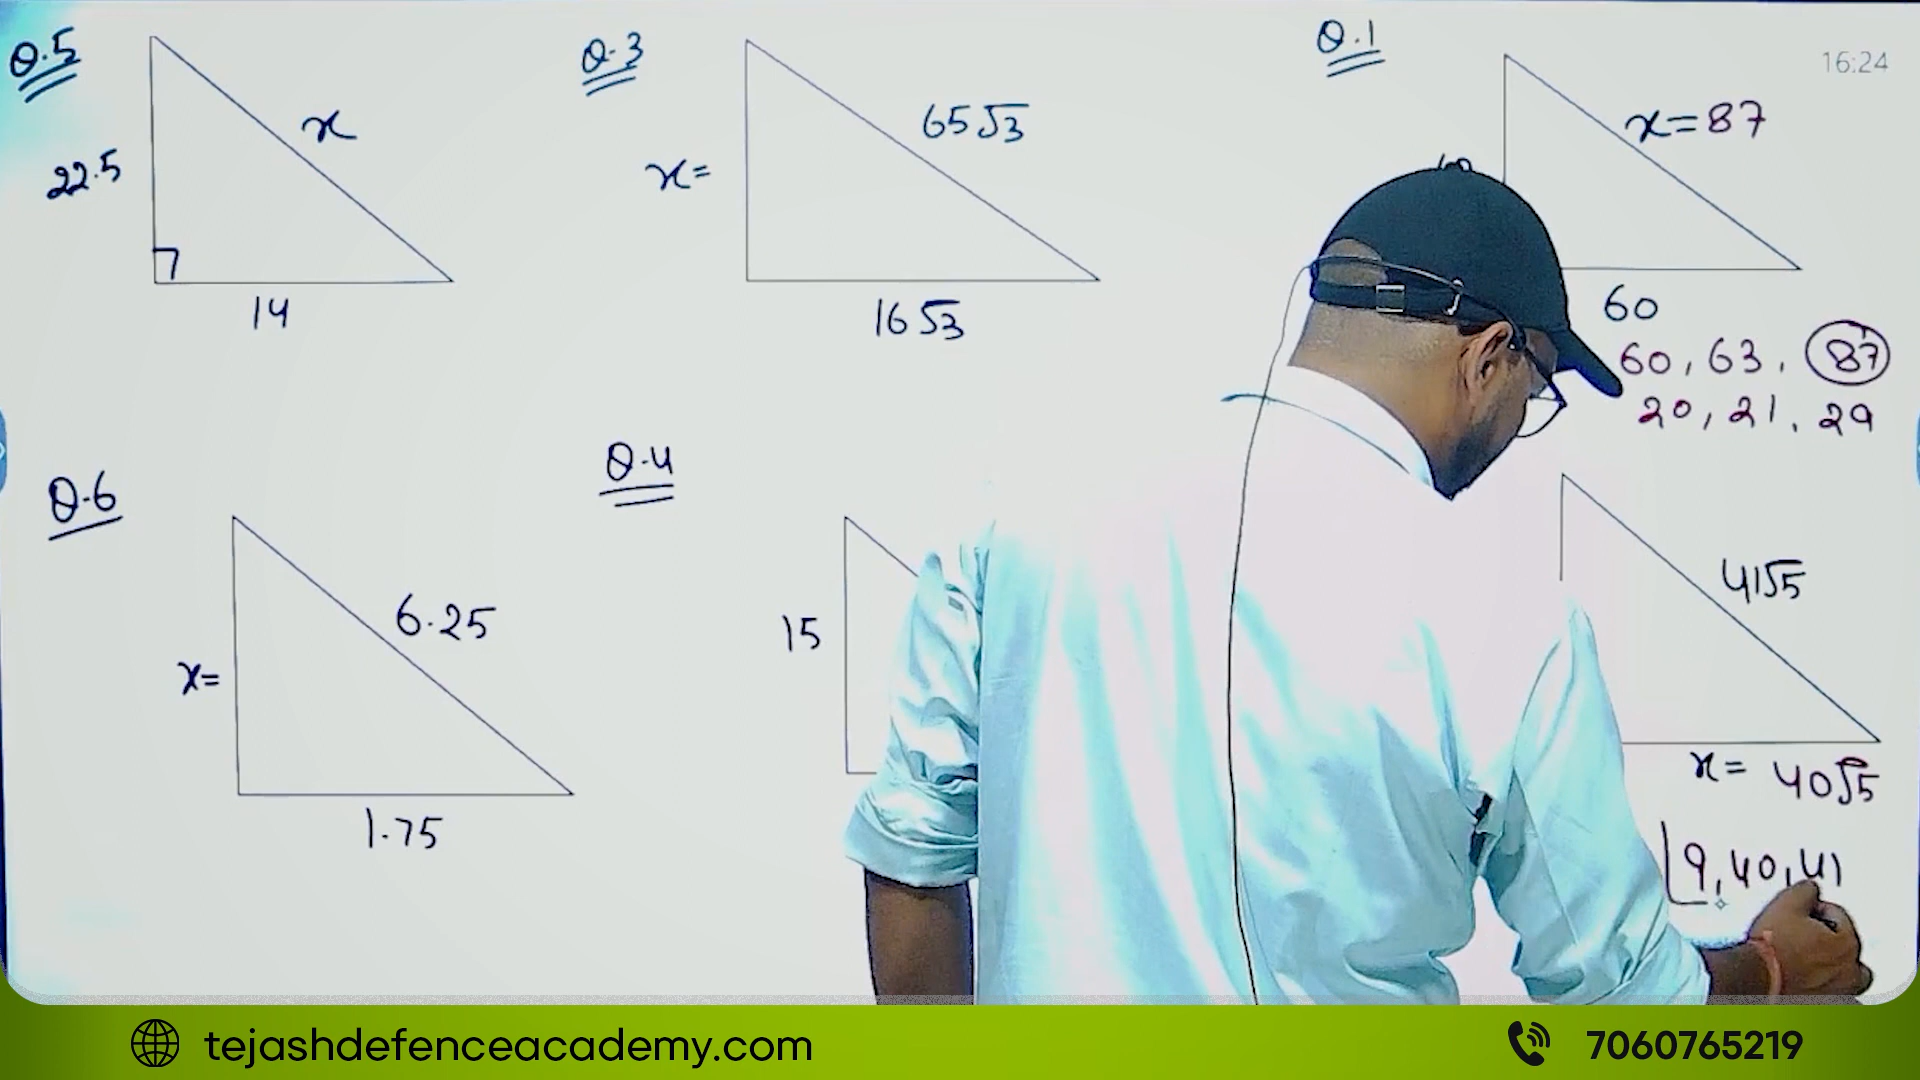 Q.5
x
22.5
14
Q.3
65√3
x=
16√3
Q.1
16:24
x=87
60
60, 63, 87
20, 21, 29
Q.6
6.25
x=
1.75
Q.4
15
41√5
x= 40√5
9, 40, 41
tejashdefenceacademy.com
7060765219